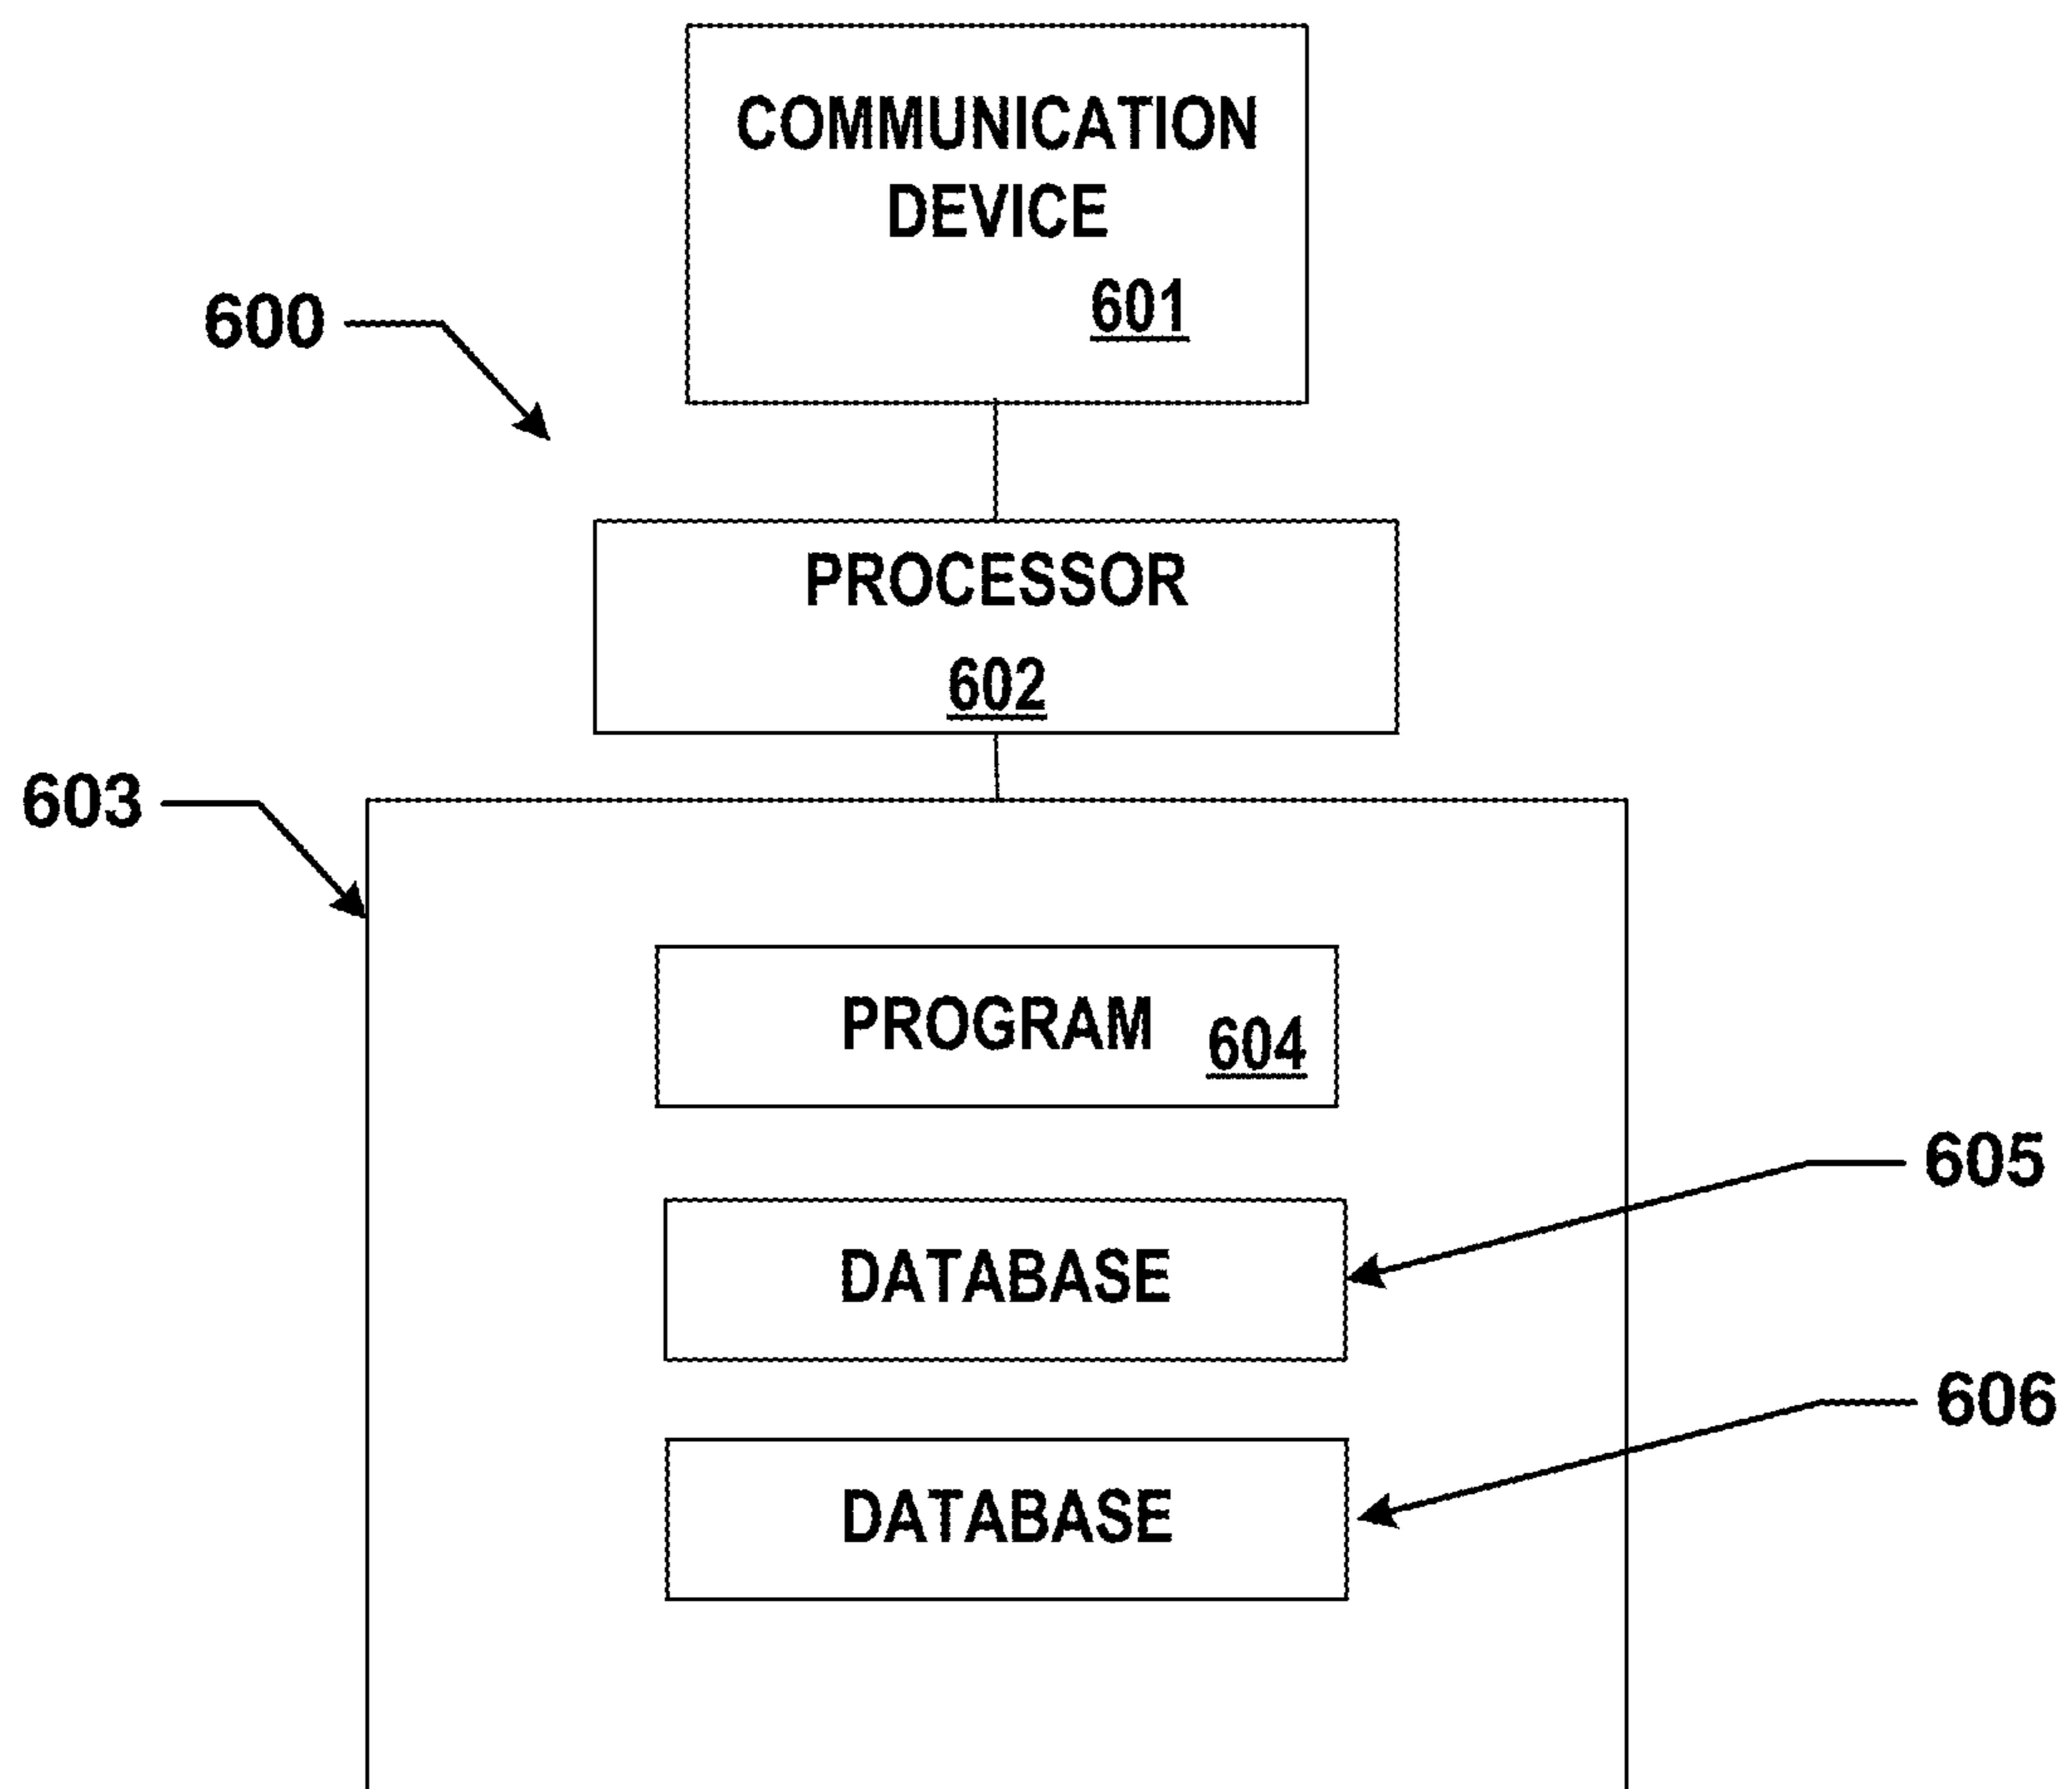 COMMUNICATION
DEVICE
601
600
PROCESSOR
602
603
PROGRAM 604
605
DATABASE
606
DATABASE